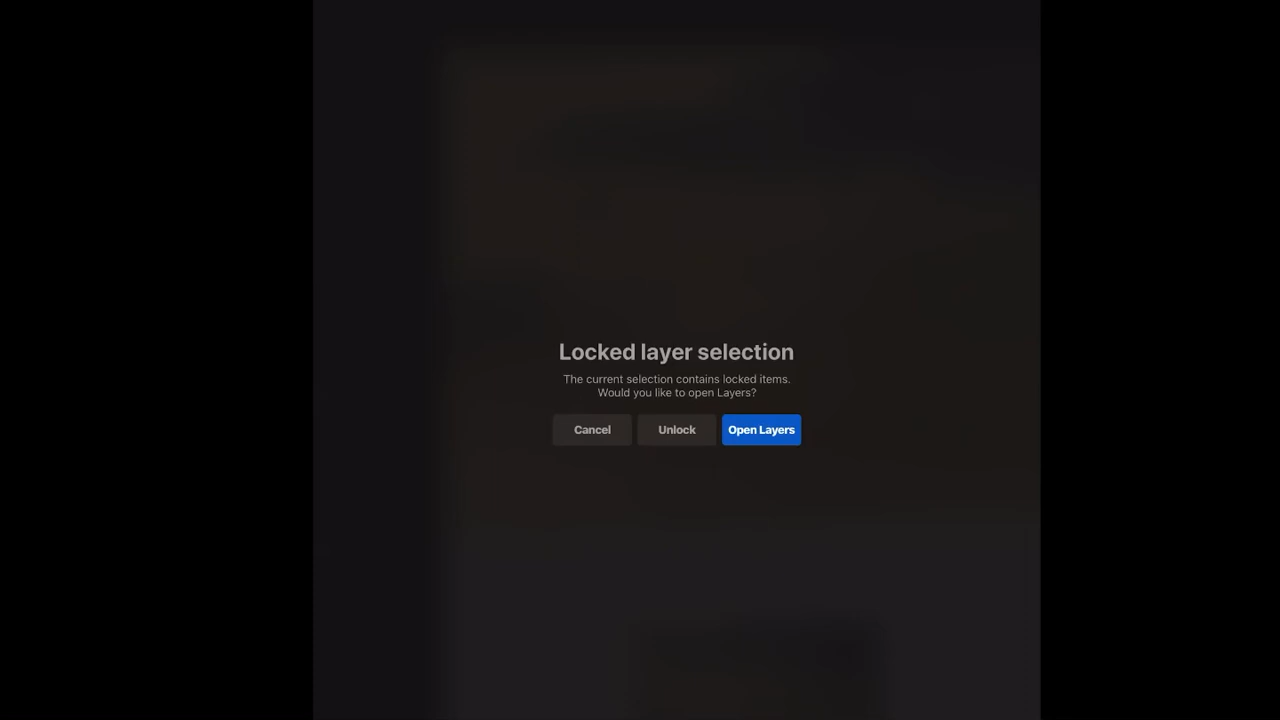 Locked layer selection
The current selection contains locked items.
Would you like to open Layers?
Cancel
Unlock
Open Layers